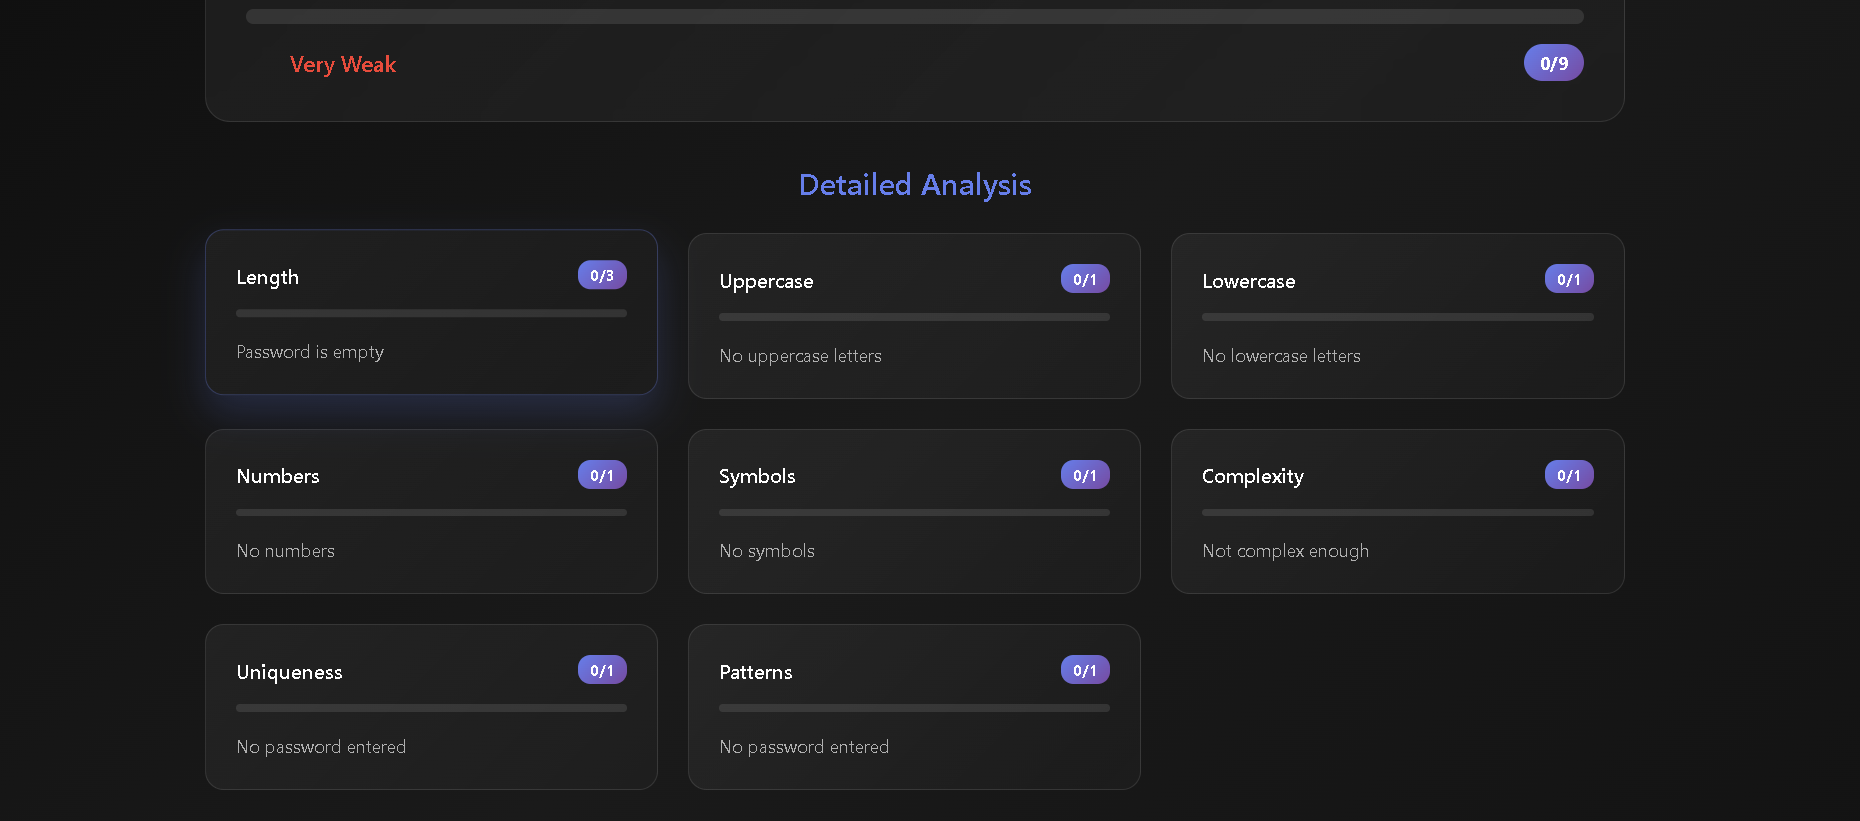 Very Weak 0/9
Detailed Analysis
Length 0/3
Password is empty
Uppercase 0/1
No uppercase letters
Lowercase 0/1
No lowercase letters
Numbers 0/1
No numbers
Symbols 0/1
No symbols
Complexity 0/1
Not complex enough
Uniqueness 0/1
No password entered
Patterns 0/1
No password entered